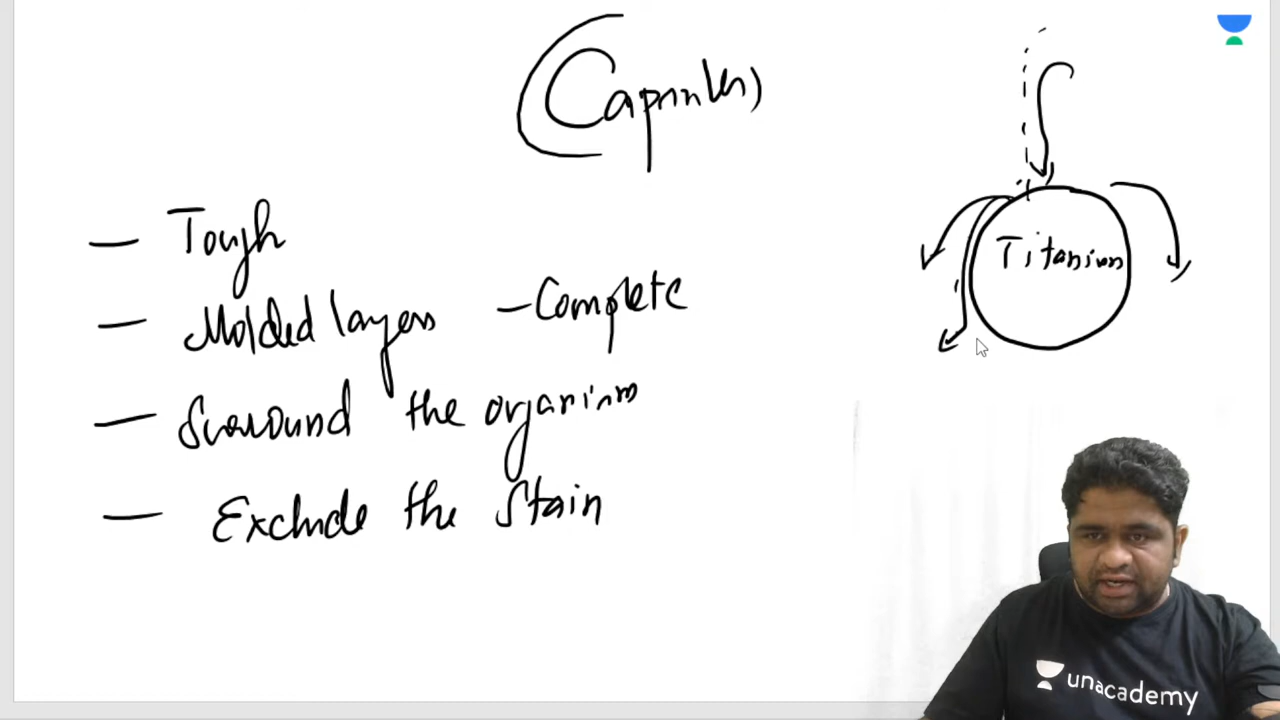 Capsules
Titanium
— Tough
— Molded layers — Complete
— Surround the organism
— Exclude the Stain
unacademy